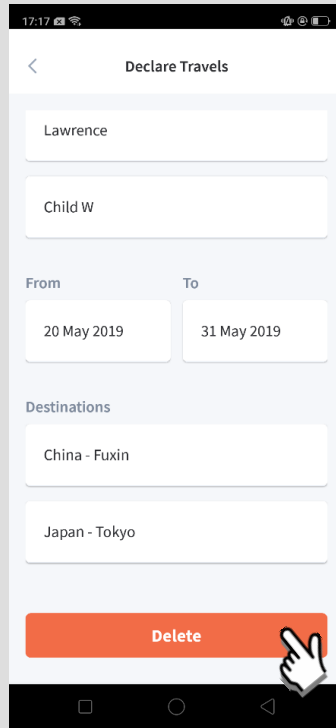 17:17
Declare Travels
Lawrence
Child W
From
To
20 May 2019
31 May 2019
Destinations
China - Fuxin
Japan - Tokyo
Delete